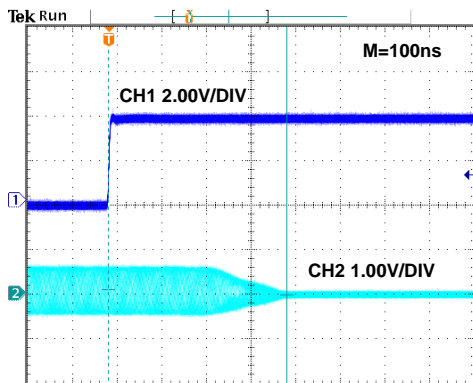 Tek Run
T
M=100ns
CH1 2.00V/DIV
1
CH2 1.00V/DIV
2